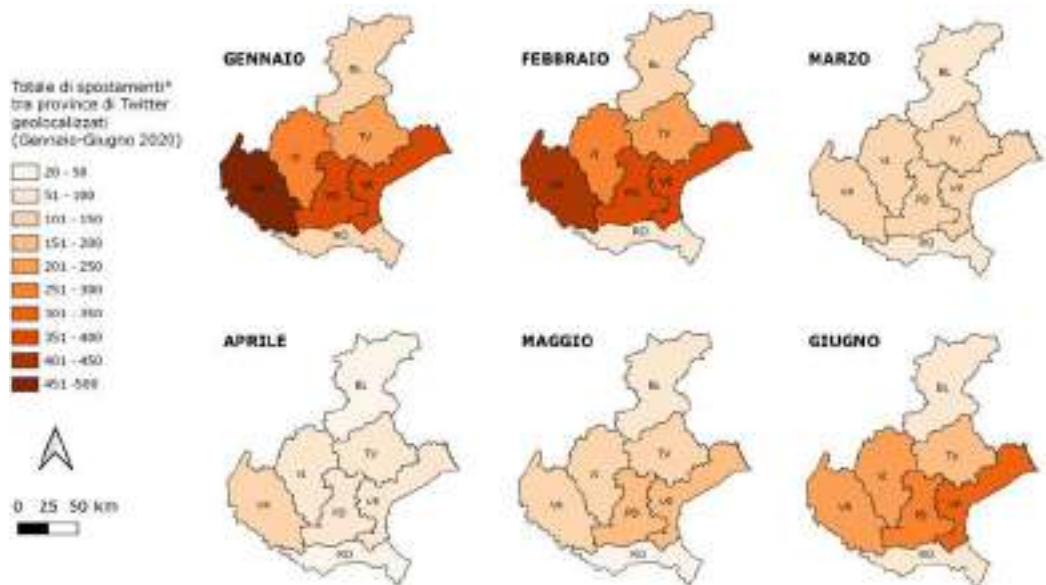 GENNAIO
FEBBRAIO
MARZO
Totale di spostamenti*
tra province di Twitter
geolocalizzati
(Gennaio-Giugno 2020)
20 - 50
51 - 100
101 - 150
151 - 200
201 - 250
251 - 300
301 - 350
351 - 400
401 - 450
451 -500
0 25 50 km
BL
TV
VI
RO
BL
TV
VI
VE
RO
BL
TV
VI
VR
VE
PD
RO
APRILE
MAGGIO
GIUGNO
BL
TV
VI
VR
VE
PD
RO
BL
TV
VI
VR
VE
PD
RO
BL
TV
VI
VR
VE
PD
RO